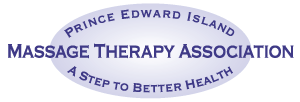 PRINCE EDWARD ISLAND
MASSAGE THERAPY ASSOCIATION
A STEP TO BETTER HEALTH